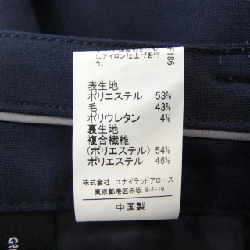 表生地
ポリエステル 53%
毛 43%
ポリウレタン 4%
裏生地
複合繊維
(ポリエステル) 54%
ポリエステル 46%
株式会社 ユナイテッドアローズ
東京都港区赤坂
中国製